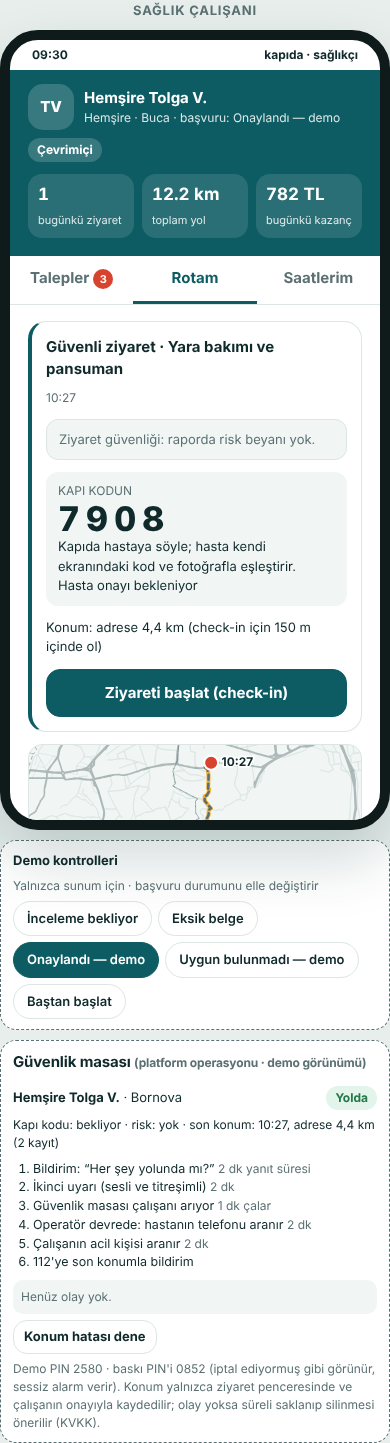 SAĞLIK ÇALIŞANI
09:30
kapıda · sağlıkçı
TV
Hemşire Tolga V.
Hemşire · Buca · başvuru: Onaylandı — demo
Çevrimiçi
1
bugünkü ziyaret
12.2 km
toplam yol
782 TL
bugünkü kazanç
Talepler 3
Rotam
Saatlerim
Güvenli ziyaret · Yara bakımı ve
pansuman
10:27
Ziyaret güvenliği: raporda risk beyanı yok.
KAPI KODUN
7908
Kapıda hastaya söyle; hasta kendi
ekranındaki kod ve fotoğrafla eşleştirir.
Hasta onayı bekleniyor
Konum: adrese 4,4 km (check-in için 150 m
içinde ol)
Ziyareti başlat (check-in)
10:27
Demo kontrolleri
Yalnızca sunum için · başvuru durumunu elle değiştir
İnceleme bekliyor
Eksik belge
Onaylandı — demo
Uygun bulunmadı — demo
Baştan başlat
Güvenlik masası (platform operasyonu · demo görünümü)
Hemşire Tolga V. · Bornova
Yolda
Kapı kodu: bekliyor · risk: yok · son konum: 10:27, adrese 4,4 km
(2 kayıt)
1. Bildirim: “Her şey yolunda mı?” 2 dk yanıt süresi
2. İkinci uyarı (sesli ve titreşimli) 2 dk
3. Güvenlik masası çalışanı arıyor 1 dk çalar
4. Operatör devrede: hastanın telefonu aranır 2 dk
5. Çalışanın acil kişisi aranır 2 dk
6. 112'ye son konumla bildirim
Henüz olay yok.
Konum hatası dene
Demo PIN 2580 · baskı PIN'i 0852 (iptal ediyormuş gibi görünür,
sessiz alarm verir). Konum yalnızca ziyaret penceresinde ve
çalışanın onayıyla kaydedilir; olay yoksa süreli saklanıp silinmesi
önerilir (KVKK).